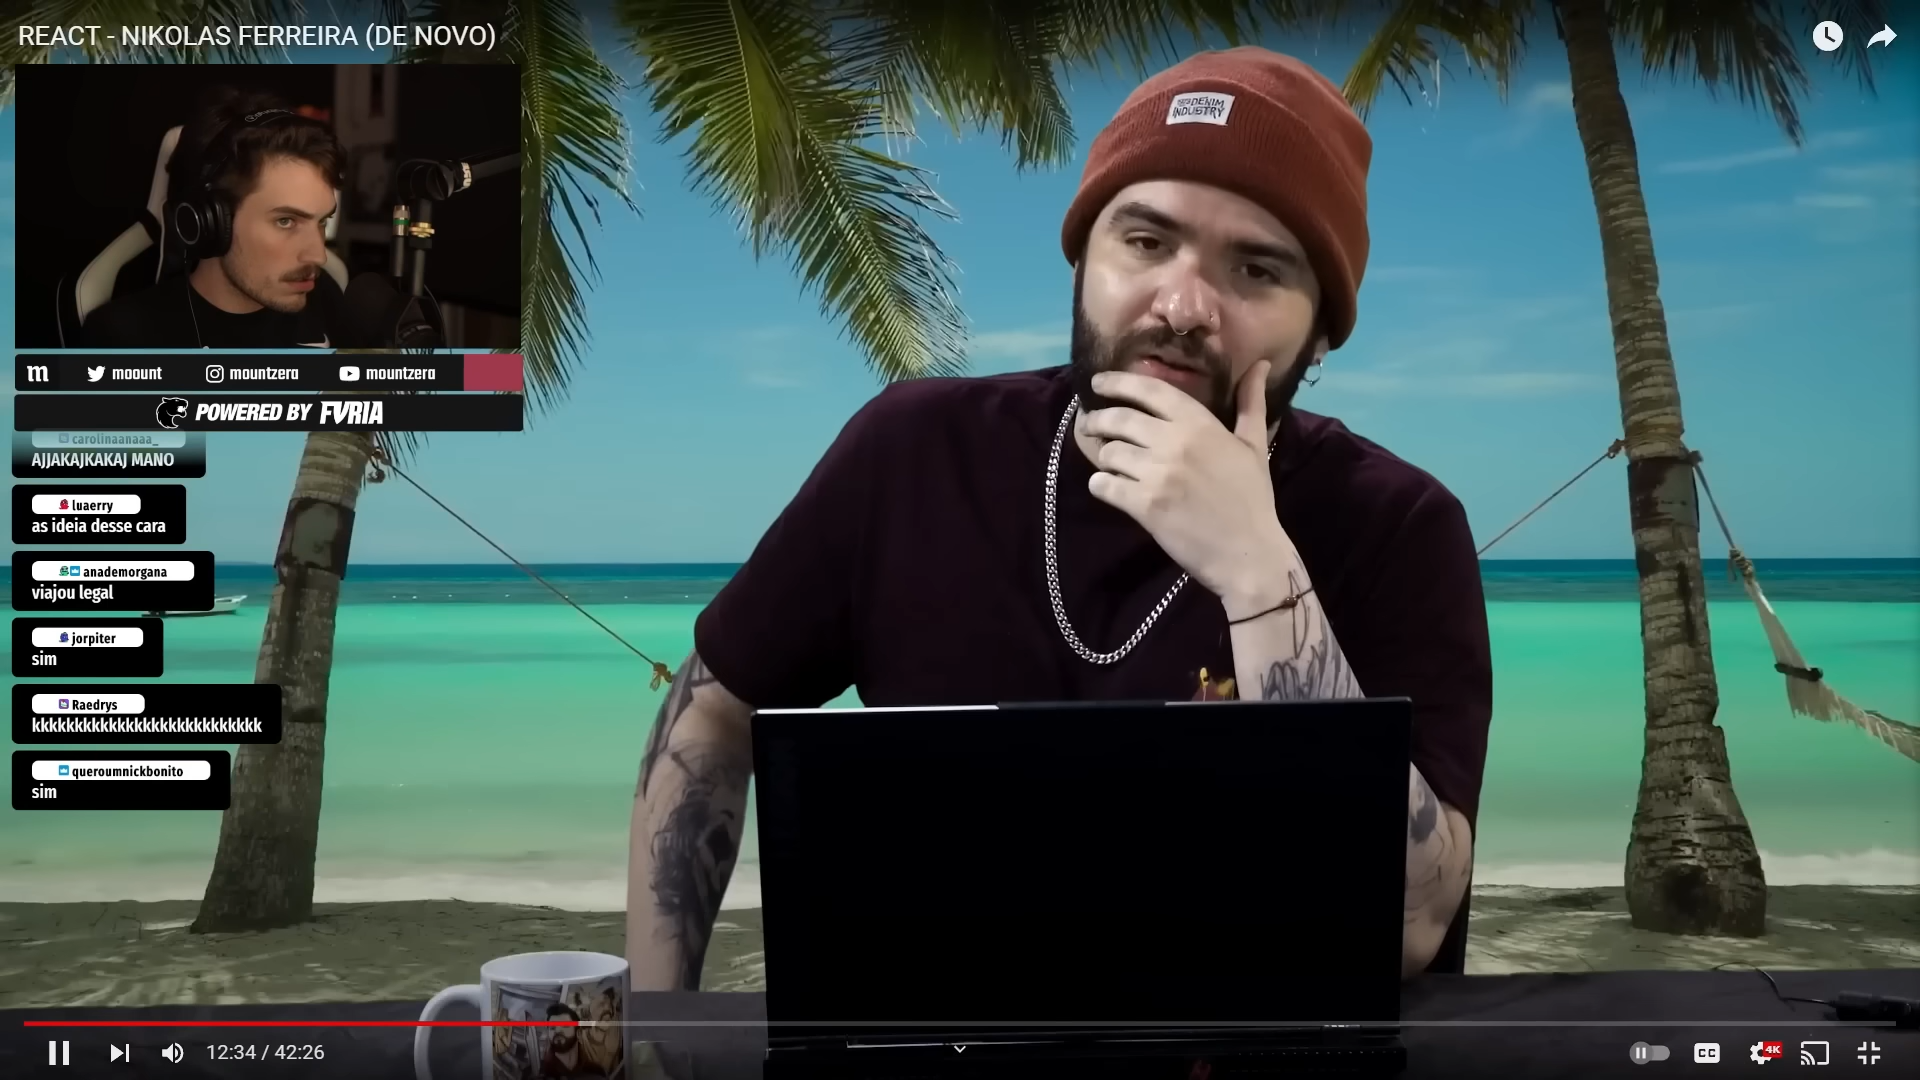 REACT - NIKOLAS FERREIRA (DE NOVO)
DENIM
INDUSTRY
m moount mountzera mountzera
POWERED BY FVRIA
carolinaanaaa_
AJJAKAJKAKAJ MANO
luaerry
as ideia desse cara
anademorgana
viajou legal
jorpiter
sim
Raedrys
kkkkkkkkkkkkkkkkkkkkkkkkkkk
queroumnickbonito
sim
12:34 / 42:26
CC
4K